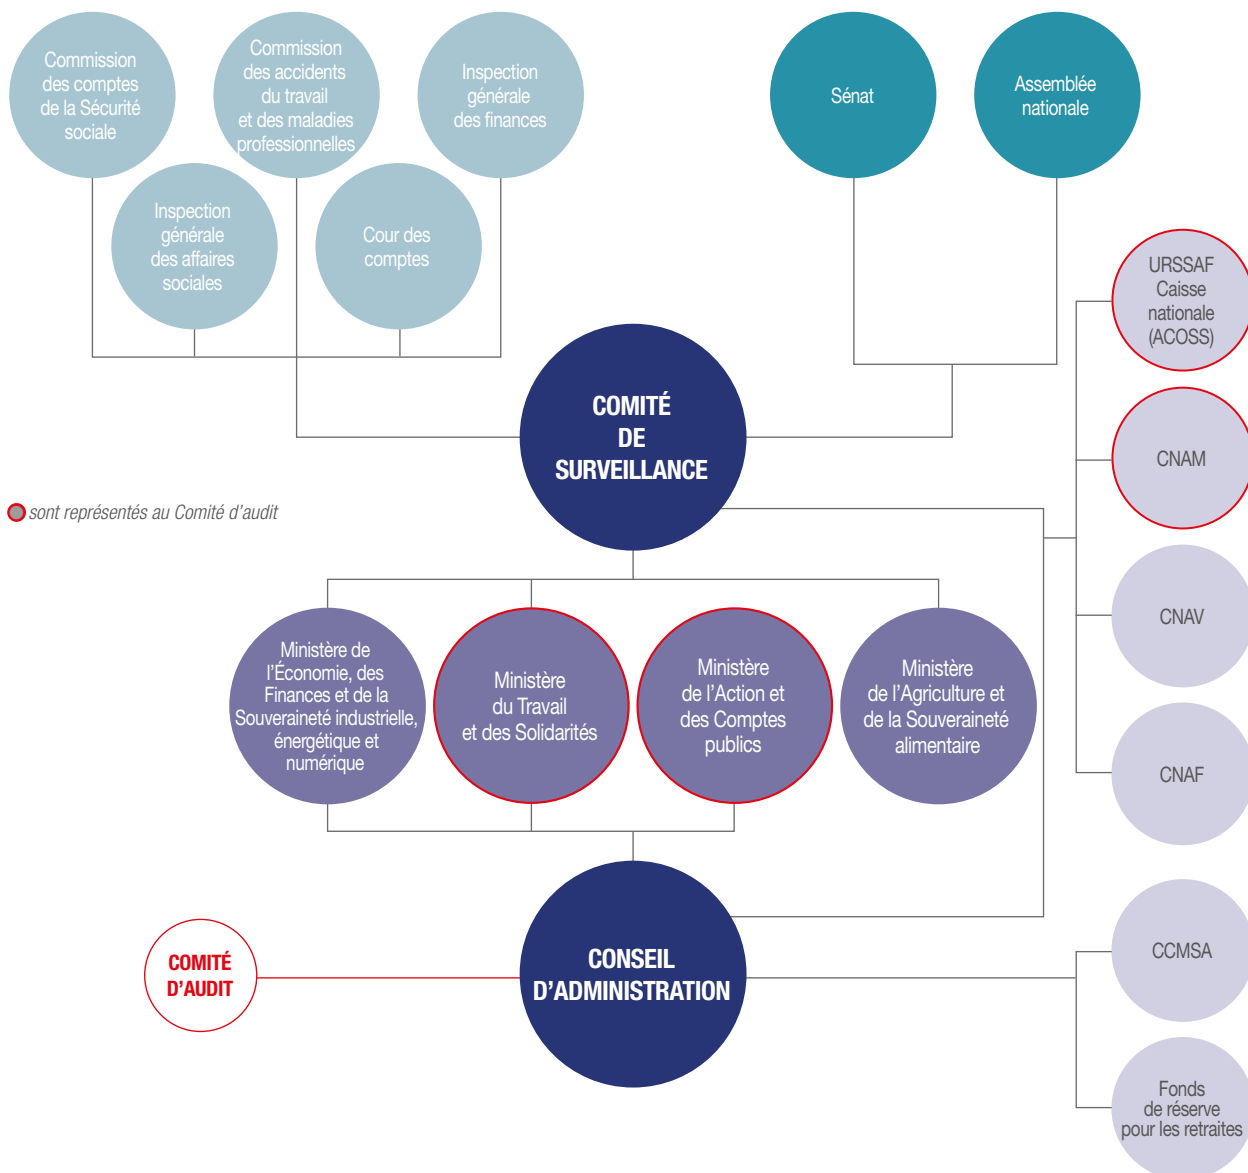 Commission
des comptes
de la Sécurité
sociale
Commission
des accidents
du travail
et des maladies
professionnelles
Inspection
générale
des finances
Sénat
Assemblée
nationale
Inspection
générale
des affaires
sociales
Cour des
comptes
URSSAF
Caisse
nationale
(ACOSS)
COMITÉ
DE
SURVEILLANCE
CNAM
sont représentés au Comité d’audit
CNAV
Ministère de
l’Économie, des
Finances et de la
Souveraineté industrielle,
énergétique et
numérique
Ministère
du Travail
et des Solidarités
Ministère
de l’Action et
des Comptes
publics
Ministère
de l’Agriculture et
de la Souveraineté
alimentaire
CNAF
CCMSA
COMITÉ
D’AUDIT
CONSEIL
D’ADMINISTRATION
Fonds
de réserve
pour les retraites